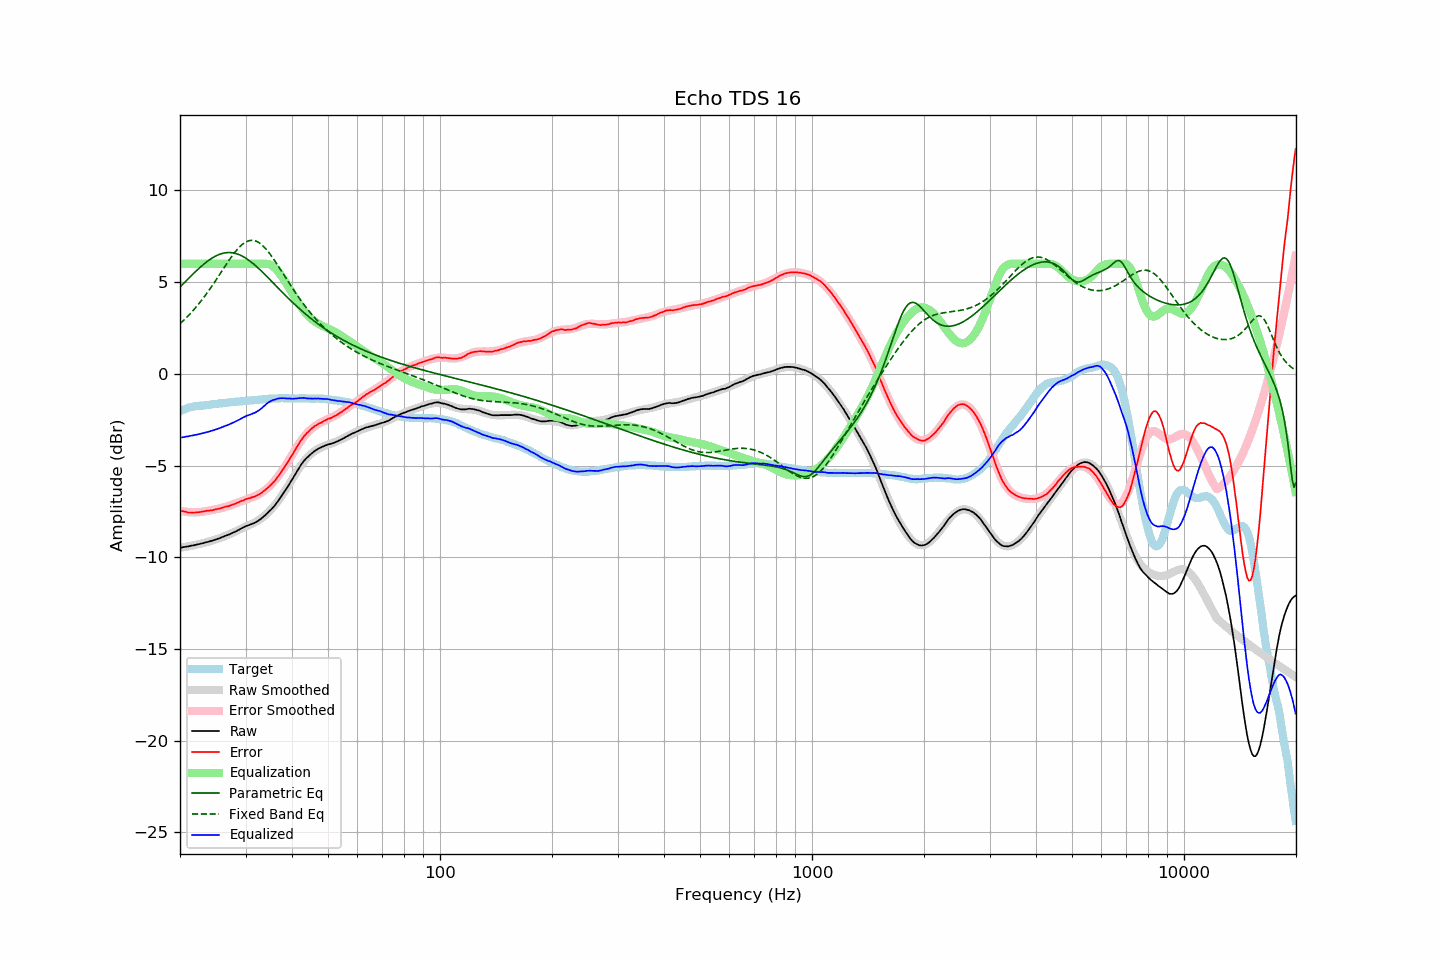 Echo TDS 16
Amplitude (dBr)
10
5
0
−5
−10
−15
−20
−25
Target
Raw Smoothed
Error Smoothed
Raw
Error
Equalization
Parametric Eq
Fixed Band Eq
Equalized
100
1000
10000
Frequency (Hz)